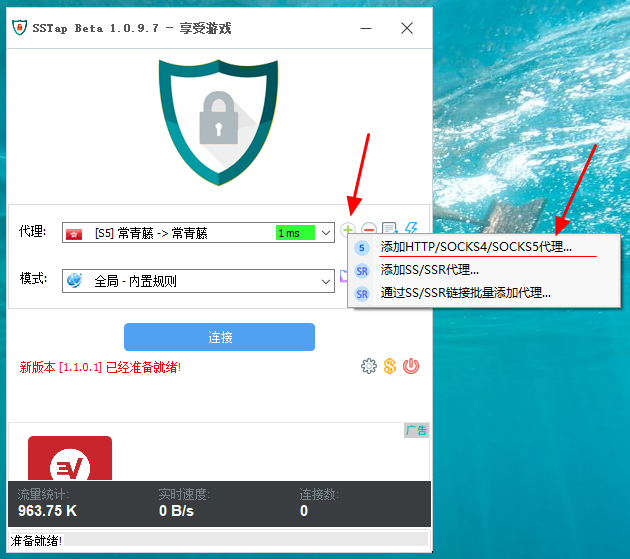 SSTap Beta 1.0.9.7 - 享受游戏
代理:
[S5] 常青藤 -> 常青藤
1 ms
5 添加HTTP/SOCKS4/SOCKS5代理...
SR 添加SS/SSR代理...
SR 通过SS/SSR链接批量添加代理...
模式:
全局 - 内置规则
连接
新版本 [1.1.0.1] 已经准备就绪!
广告
流量统计: 实时速度: 连接数:
963.75 K 0 B/s 0
准备就绪!